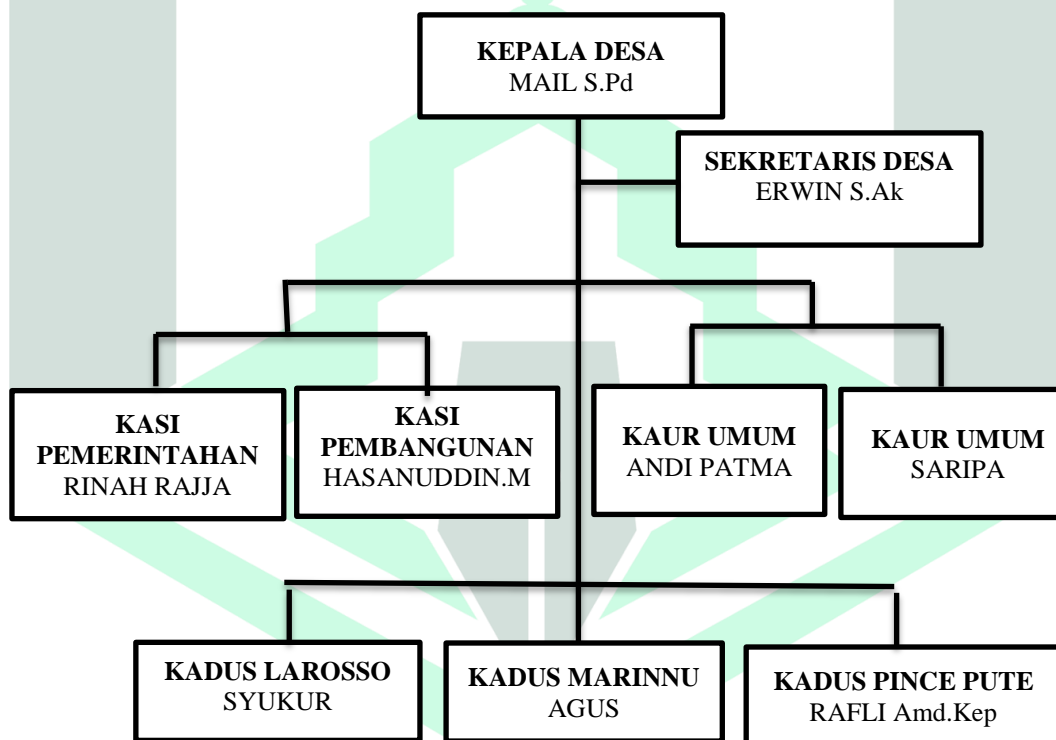 KEPALA DESA
MAIL S.Pd
SEKRETARIS DESA
ERWIN S.Ak
KASI
PEMERINTAHAN
RINAH RAJJA
KASI
PEMBANGUNAN
HASANUDDIN.M
KAUR UMUM
ANDI PATMA
KAUR UMUM
SARIPA
KADUS LAROSSO
SYUKUR
KADUS MARINNU
AGUS
KADUS PINCE PUTE
RAFLI Amd.Kep